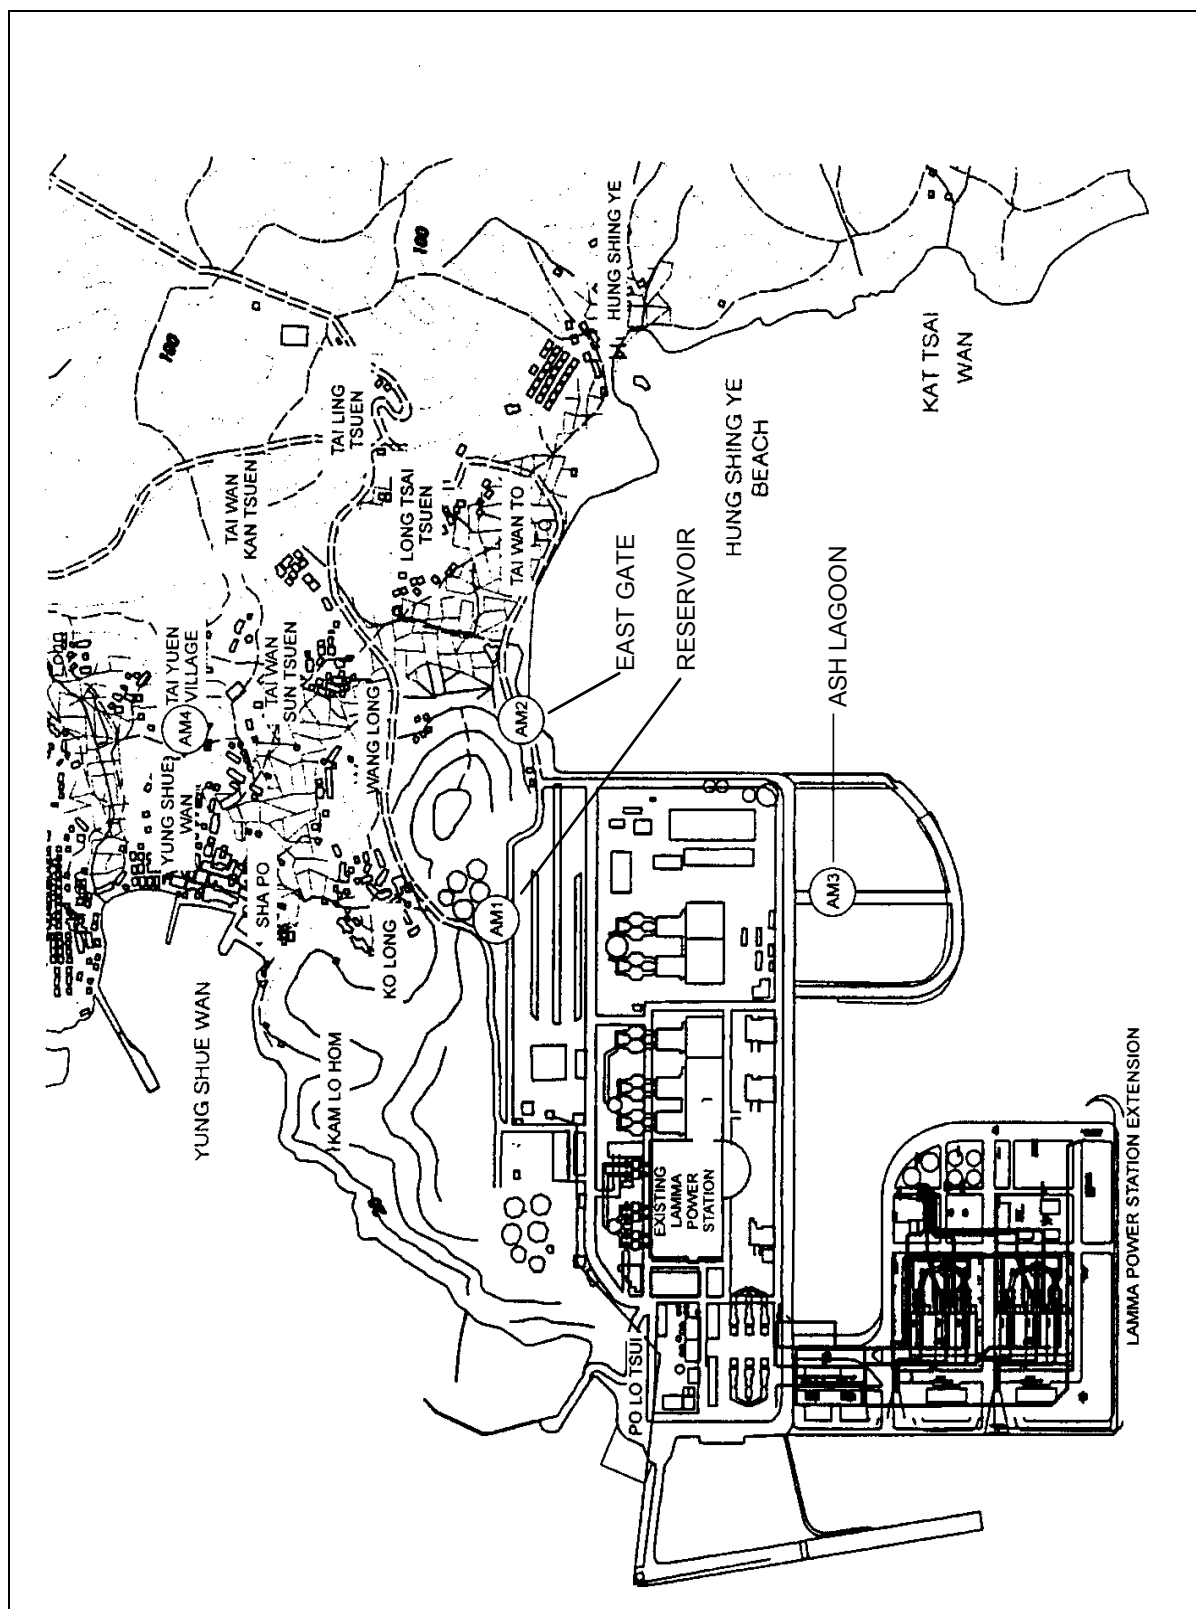 100
100
HUNG SHING YE
TAI LING
TSUEN
KAT TSAI
WAN
TAI WAN
KAN TSUEN
LONG TSAI
TSUEN
TAI WAN TO
HUNG SHING YE
BEACH
TAI YUEN
VILLAGE
TAI WAN
SUN TSUEN
EAST GATE
RESERVOIR
ASH LAGOON
AM4
AM2
WANG LONG
YUNG SHUE
WAN
SHA PO
AM1
AM3
KO LONG
YUNG SHUE WAN
KAM LO HOM
EXISTING
LAMMA
POWER
STATION
LAMMA POWER STATION EXTENSION
PO LO TSUI